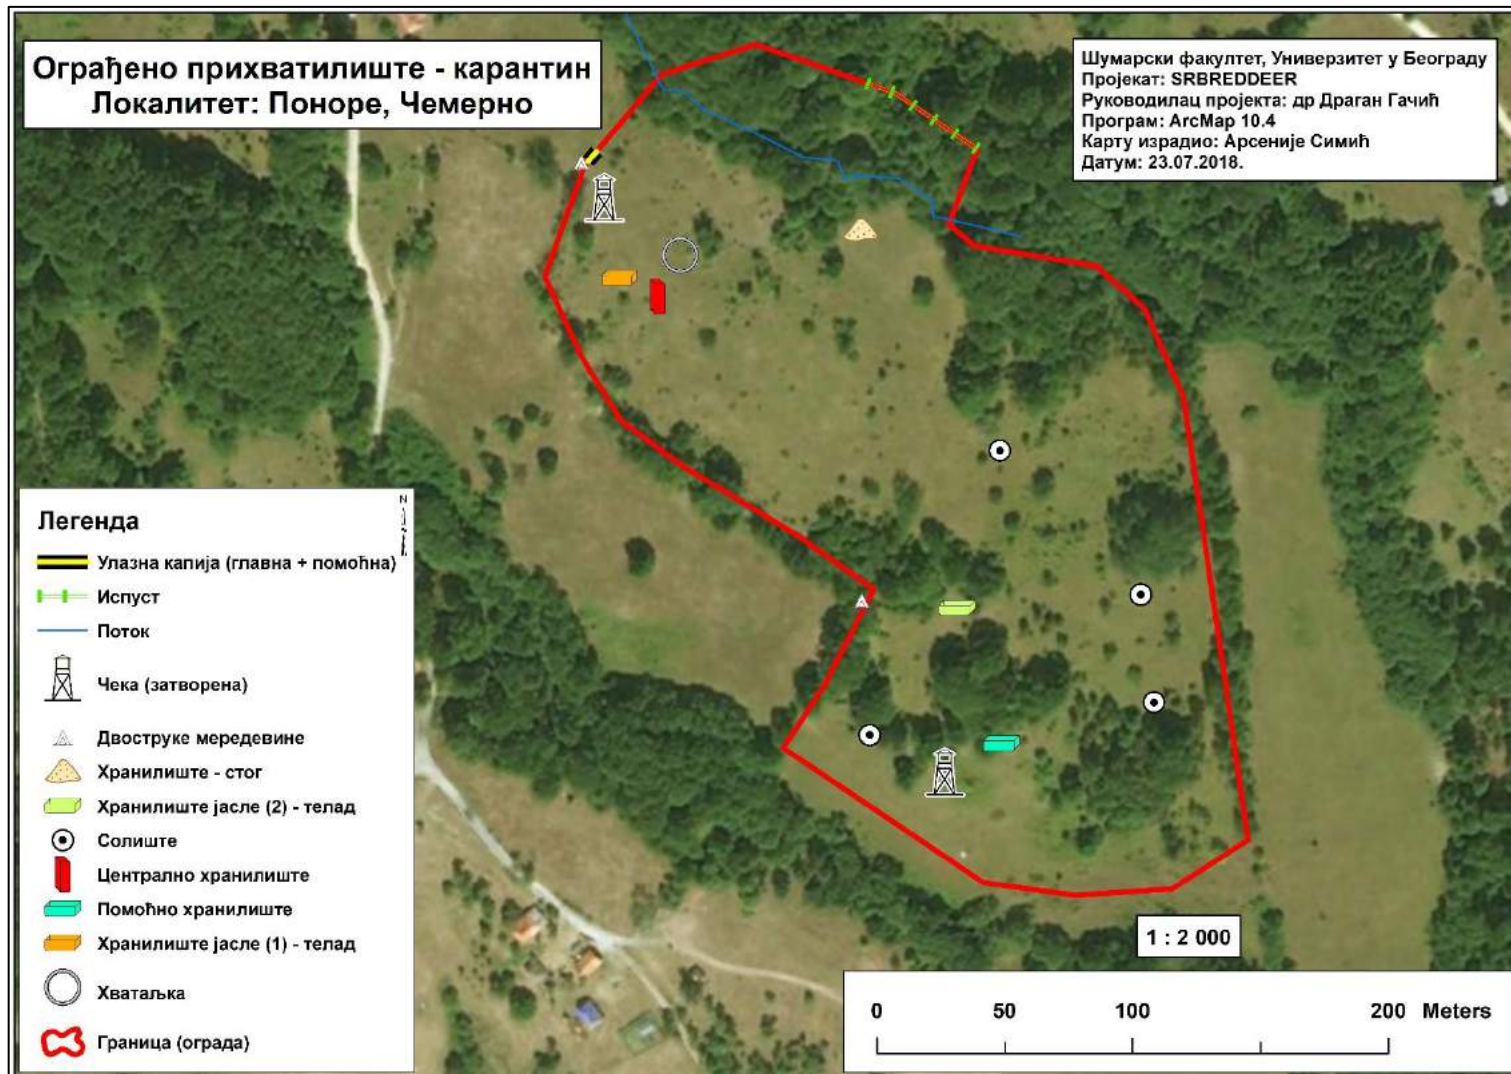 Ограђено прихватилиште - карантин
Локалитет: Поноре, Чемерно
Шумарски факултет, Универзитет у Београду
Пројекат: SRBREDDEER
Руководилац пројекта: др Драган Гачић
Програм: ArcMap 10.4
Карту израдио: Арсеније Симић
Датум: 23.07.2018.
Легенда
N
Улазна капија (главна + помоћна)
Испуст
Поток
Чека (затворена)
Двоструке мередевине
Хранилиште - стог
Хранилиште јасле (2) - телад
Солиште
Централно хранилиште
Помоћно хранилиште
Хранилиште јасле (1) - телад
Хватаљка
Граница (ограда)
1 : 2 000
0 50 100 200 Meters